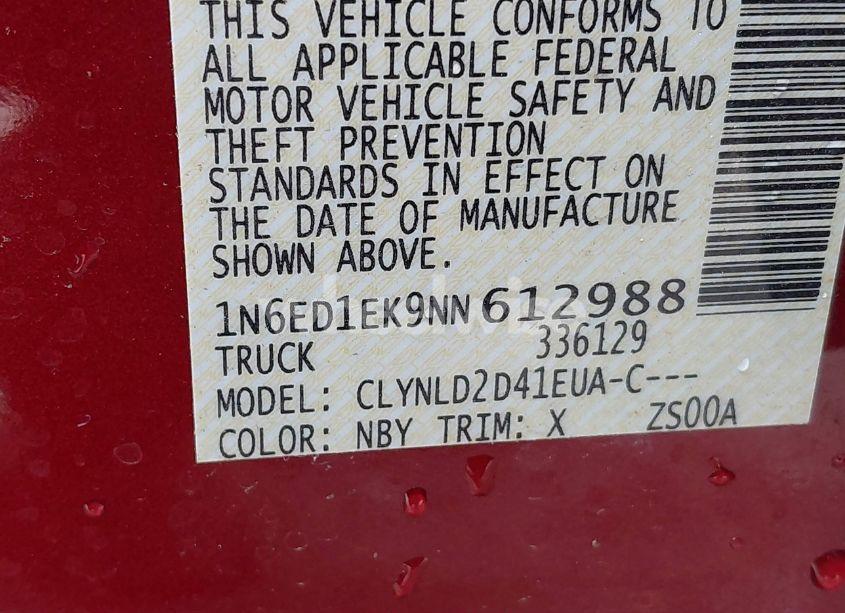 THIS VEHICLE CONFORMS TO
ALL APPLICABLE FEDERAL
MOTOR VEHICLE SAFETY AND
THEFT PREVENTION
STANDARDS IN EFFECT ON
THE DATE OF MANUFACTURE
SHOWN ABOVE.
1N6ED1EK9NN612988
TRUCK 336129
MODEL: CLYNLD2D41EUA-C---
COLOR: NBY TRIM: X ZS00A